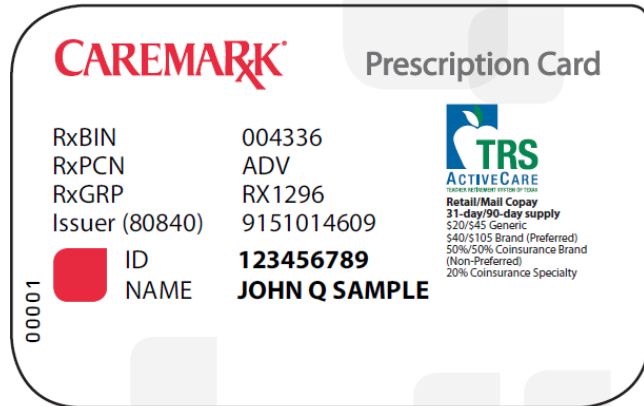 CAREMARK
Prescription Card
RxBIN 004336
RxPCN ADV
RxGRP RX1296
Issuer (80840) 9151014609
ID 123456789
NAME JOHN Q SAMPLE
00001
TRS
ACTIVECARE
TEACHER RETIREMENT SYSTEM OF TEXAS
Retail/Mail Copay
31-day/90-day supply
$20/$45 Generic
$40/$105 Brand (Preferred)
50%/50% Coinsurance Brand
(Non-Preferred)
20% Coinsurance Specialty